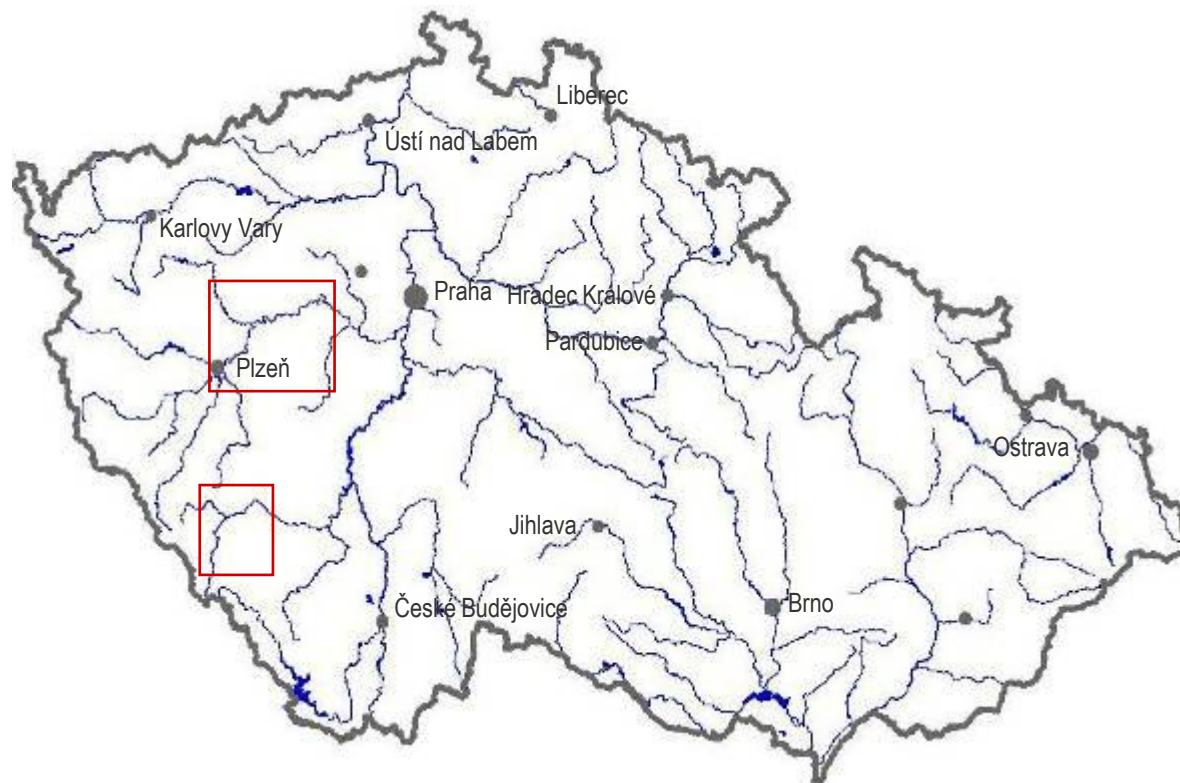 Liberec
Ústí nad Labem
Karlovy Vary
Praha
Hradec Králové
Pardubice
Plzeň
Ostrava
Jihlava
České Budějovice
Brno